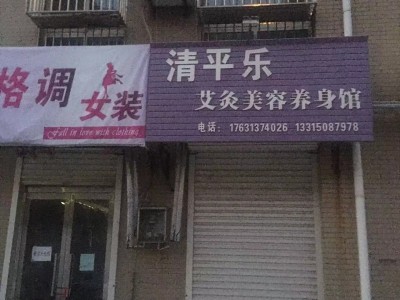 格调
女装
Fall in love with clothing
清平乐
艾灸美容养身馆
电话: 17631374026 13315087978